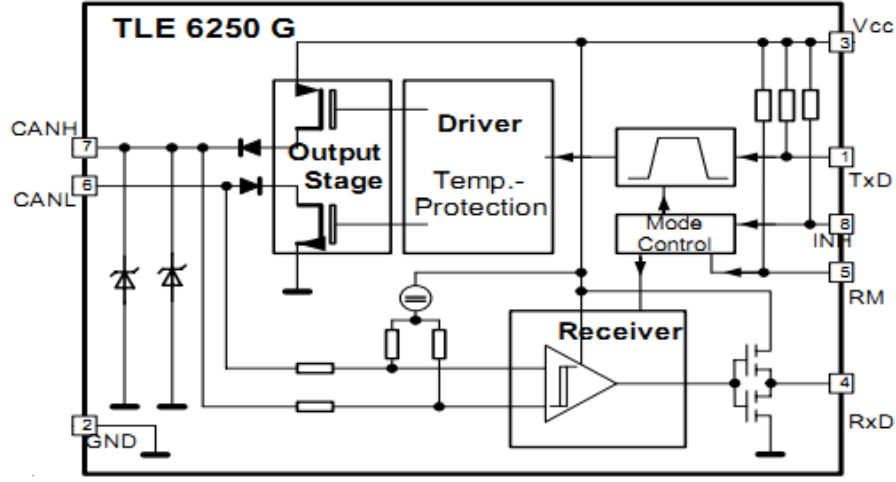 TLE 6250 G
Vcc
3
CANH
7
Output
Stage
Driver
Temp.-
Protection
1
TxD
6
CANL
Mode
Control
8
INH
5
RM
Receiver
4
RxD
2
GND